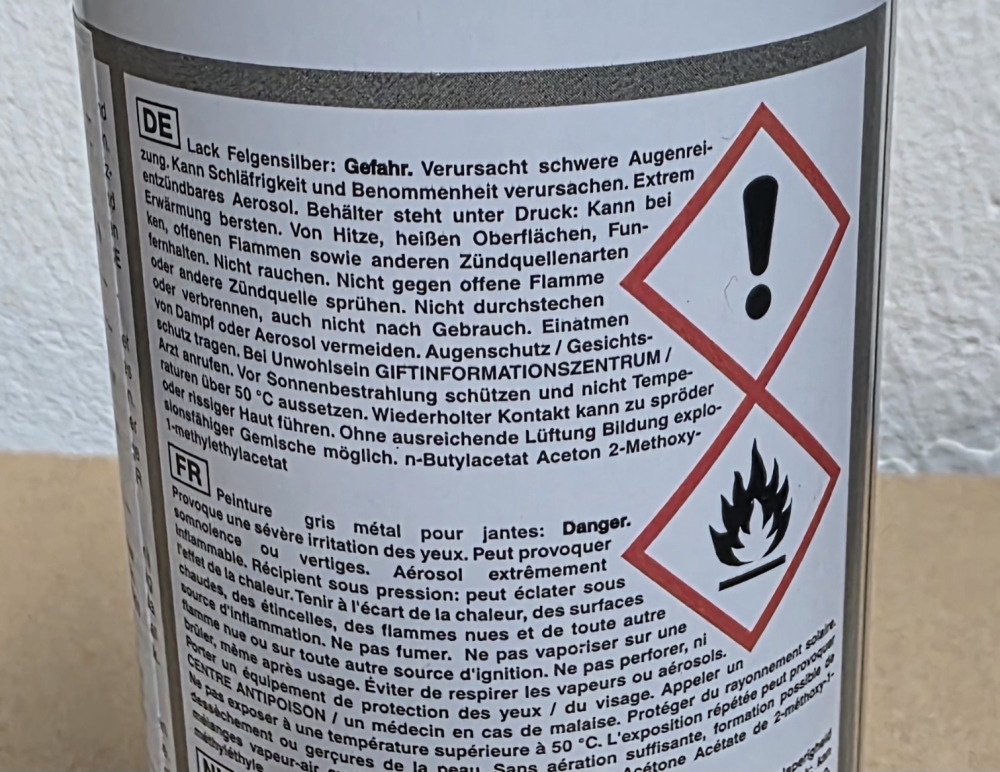 DE
Lack Felgensilber: Gefahr. Verursacht schwere Augenrei-
zung. Kann Schläfrigkeit und Benommenheit verursachen. Extrem
entzündbares Aerosol. Behälter steht unter Druck: Kann bei
Erwärmung bersten. Von Hitze, heißen Oberflächen, Fun-
ken, offenen Flammen sowie anderen Zündquellenarten
fernhalten. Nicht rauchen. Nicht gegen offene Flamme
oder andere Zündquelle sprühen. Nicht durchstechen
oder verbrennen, auch nicht nach Gebrauch. Einatmen
von Dampf oder Aerosol vermeiden. Augenschutz / Gesichts-
schutz tragen. Bei Unwohlsein GIFTINFORMATIONSZENTRUM /
Arzt anrufen. Vor Sonnenbestrahlung schützen und nicht Tempe-
raturen über 50 °C aussetzen. Wiederholter Kontakt kann zu spröder
oder rissiger Haut führen. Ohne ausreichende Lüftung Bildung explo-
sionsfähiger Gemische möglich. n-Butylacetat Aceton 2-Methoxy-
1-methylethylacetat
FR
Peinture gris métal pour jantes: Danger.
Provoque une sévère irritation des yeux. Peut provoquer
somnolence ou vertiges. Aérosol extrêmement
inflammable. Récipient sous pression: peut éclater sous
l'effet de la chaleur. Tenir à l'écart de la chaleur, des surfaces
chaudes, des étincelles, des flammes nues et de toute autre
source d'inflammation. Ne pas fumer. Ne pas vaporiser sur une
flamme nue ou sur toute autre source d'ignition. Ne pas perforer, ni
brûler, même après usage. Éviter de respirer les vapeurs ou aérosols.
Porter un équipement de protection des yeux / du visage. Appeler un
CENTRE ANTIPOISON / un médecin en cas de malaise. Protéger du rayonnement solaire.
Ne pas exposer à une température supérieure à 50 °C. L'exposition répétée peut provoquer
dessèchement ou gerçures de la peau. Sans aération suffisante, formation possible de
mélanges vapeur-air Acétone Acétate de 2-méthoxy-1-
méthyléthyle